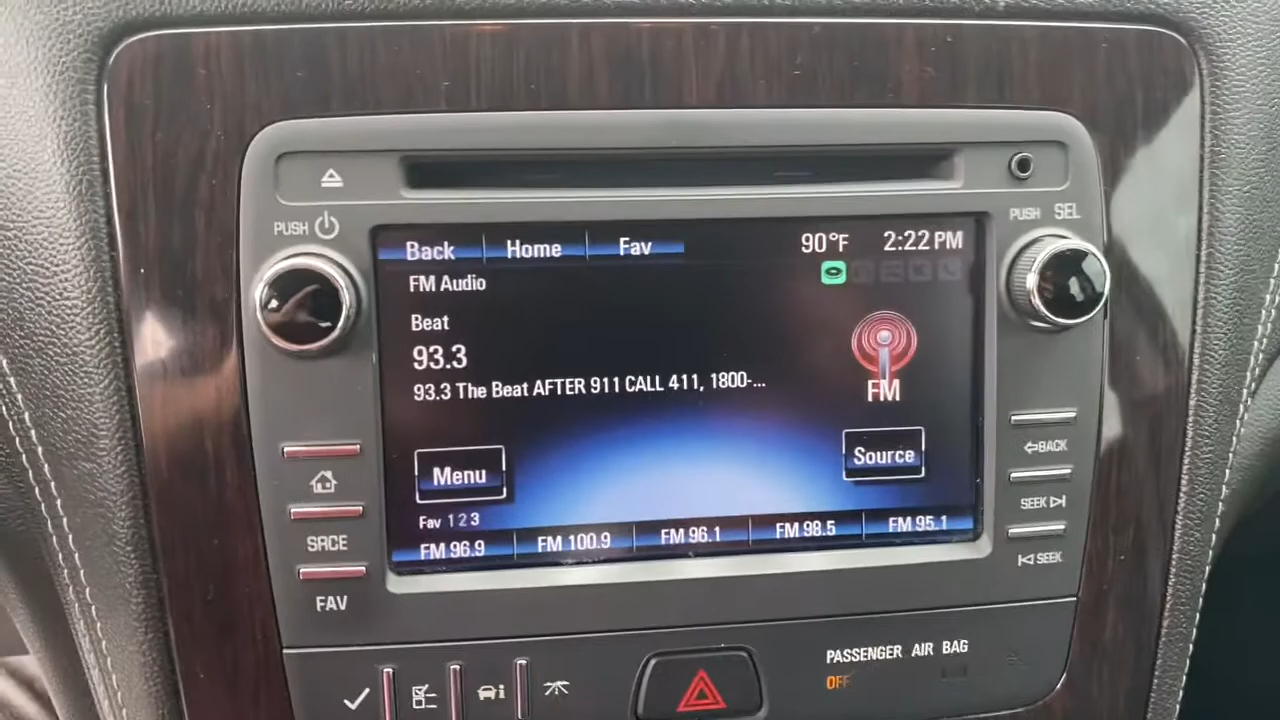 PUSH
PUSH SEL
Back Home Fav 90°F 2:22 PM
FM Audio
Beat
93.3
93.3 The Beat AFTER 911 CALL 411, 1800-...
FM
Menu
Source
Fav 1 2 3
FM 96.9 FM 100.9 FM 96.1 FM 98.5 FM 95.1
SRCE
FAV
BACK
SEEK
SEEK
PASSENGER AIR BAG
OFF